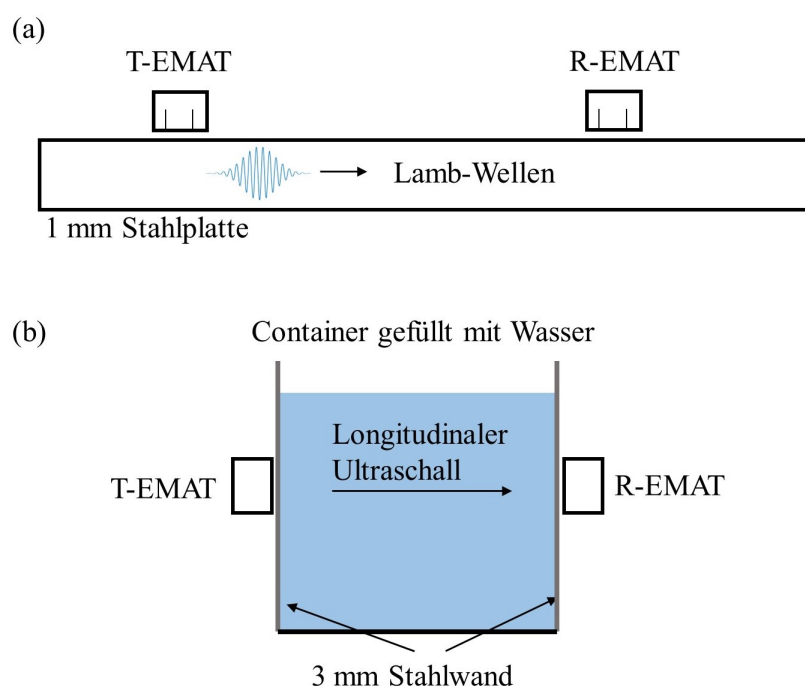 (a)
T-EMAT
R-EMAT
Lamb-Wellen
1 mm Stahlplatte
(b)
Container gefüllt mit Wasser
Longitudinaler
Ultraschall
T-EMAT
R-EMAT
3 mm Stahlwand